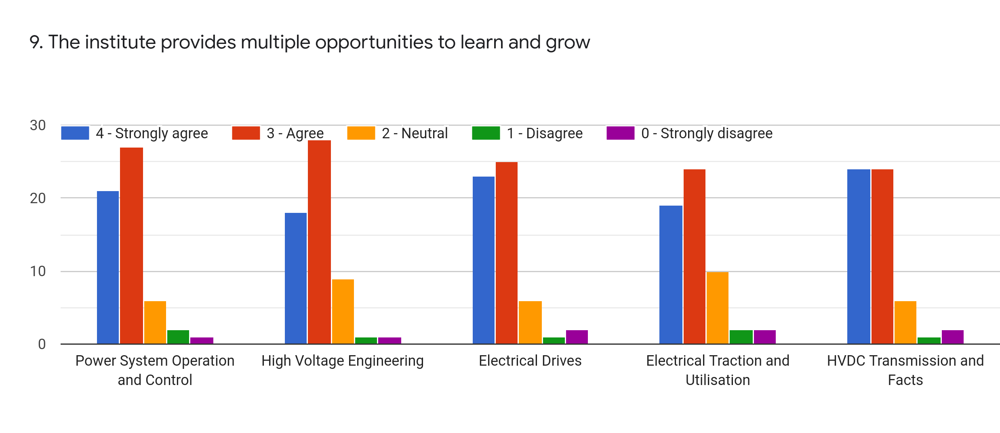 9. The institute provides multiple opportunities to learn and grow
30
4 - Strongly agree
3 - Agree
2 - Neutral
1 - Disagree
0 - Strongly disagree
20
10
0
Power System Operation
and Control
High Voltage Engineering
Electrical Drives
Electrical Traction and
Utilisation
HVDC Transmission and
Facts